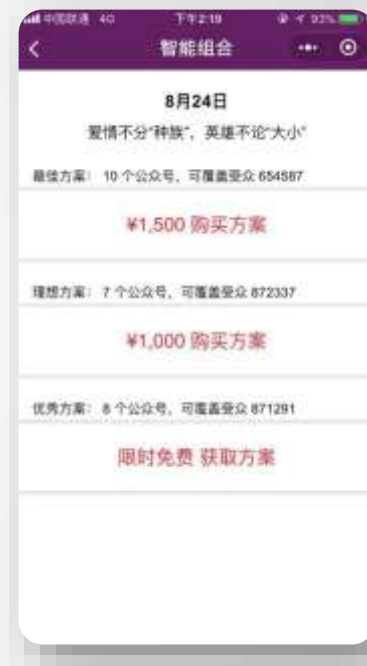 中国联通 4G 下午2:19 93%
智能组合
8月24日
爱情不分“种族”，英雄不论“大小”
最佳方案： 10 个公众号，可覆盖受众 654587
¥1,500 购买方案
理想方案： 7 个公众号，可覆盖受众 872337
¥1,000 购买方案
优秀方案： 8 个公众号，可覆盖受众 871291
限时免费 获取方案